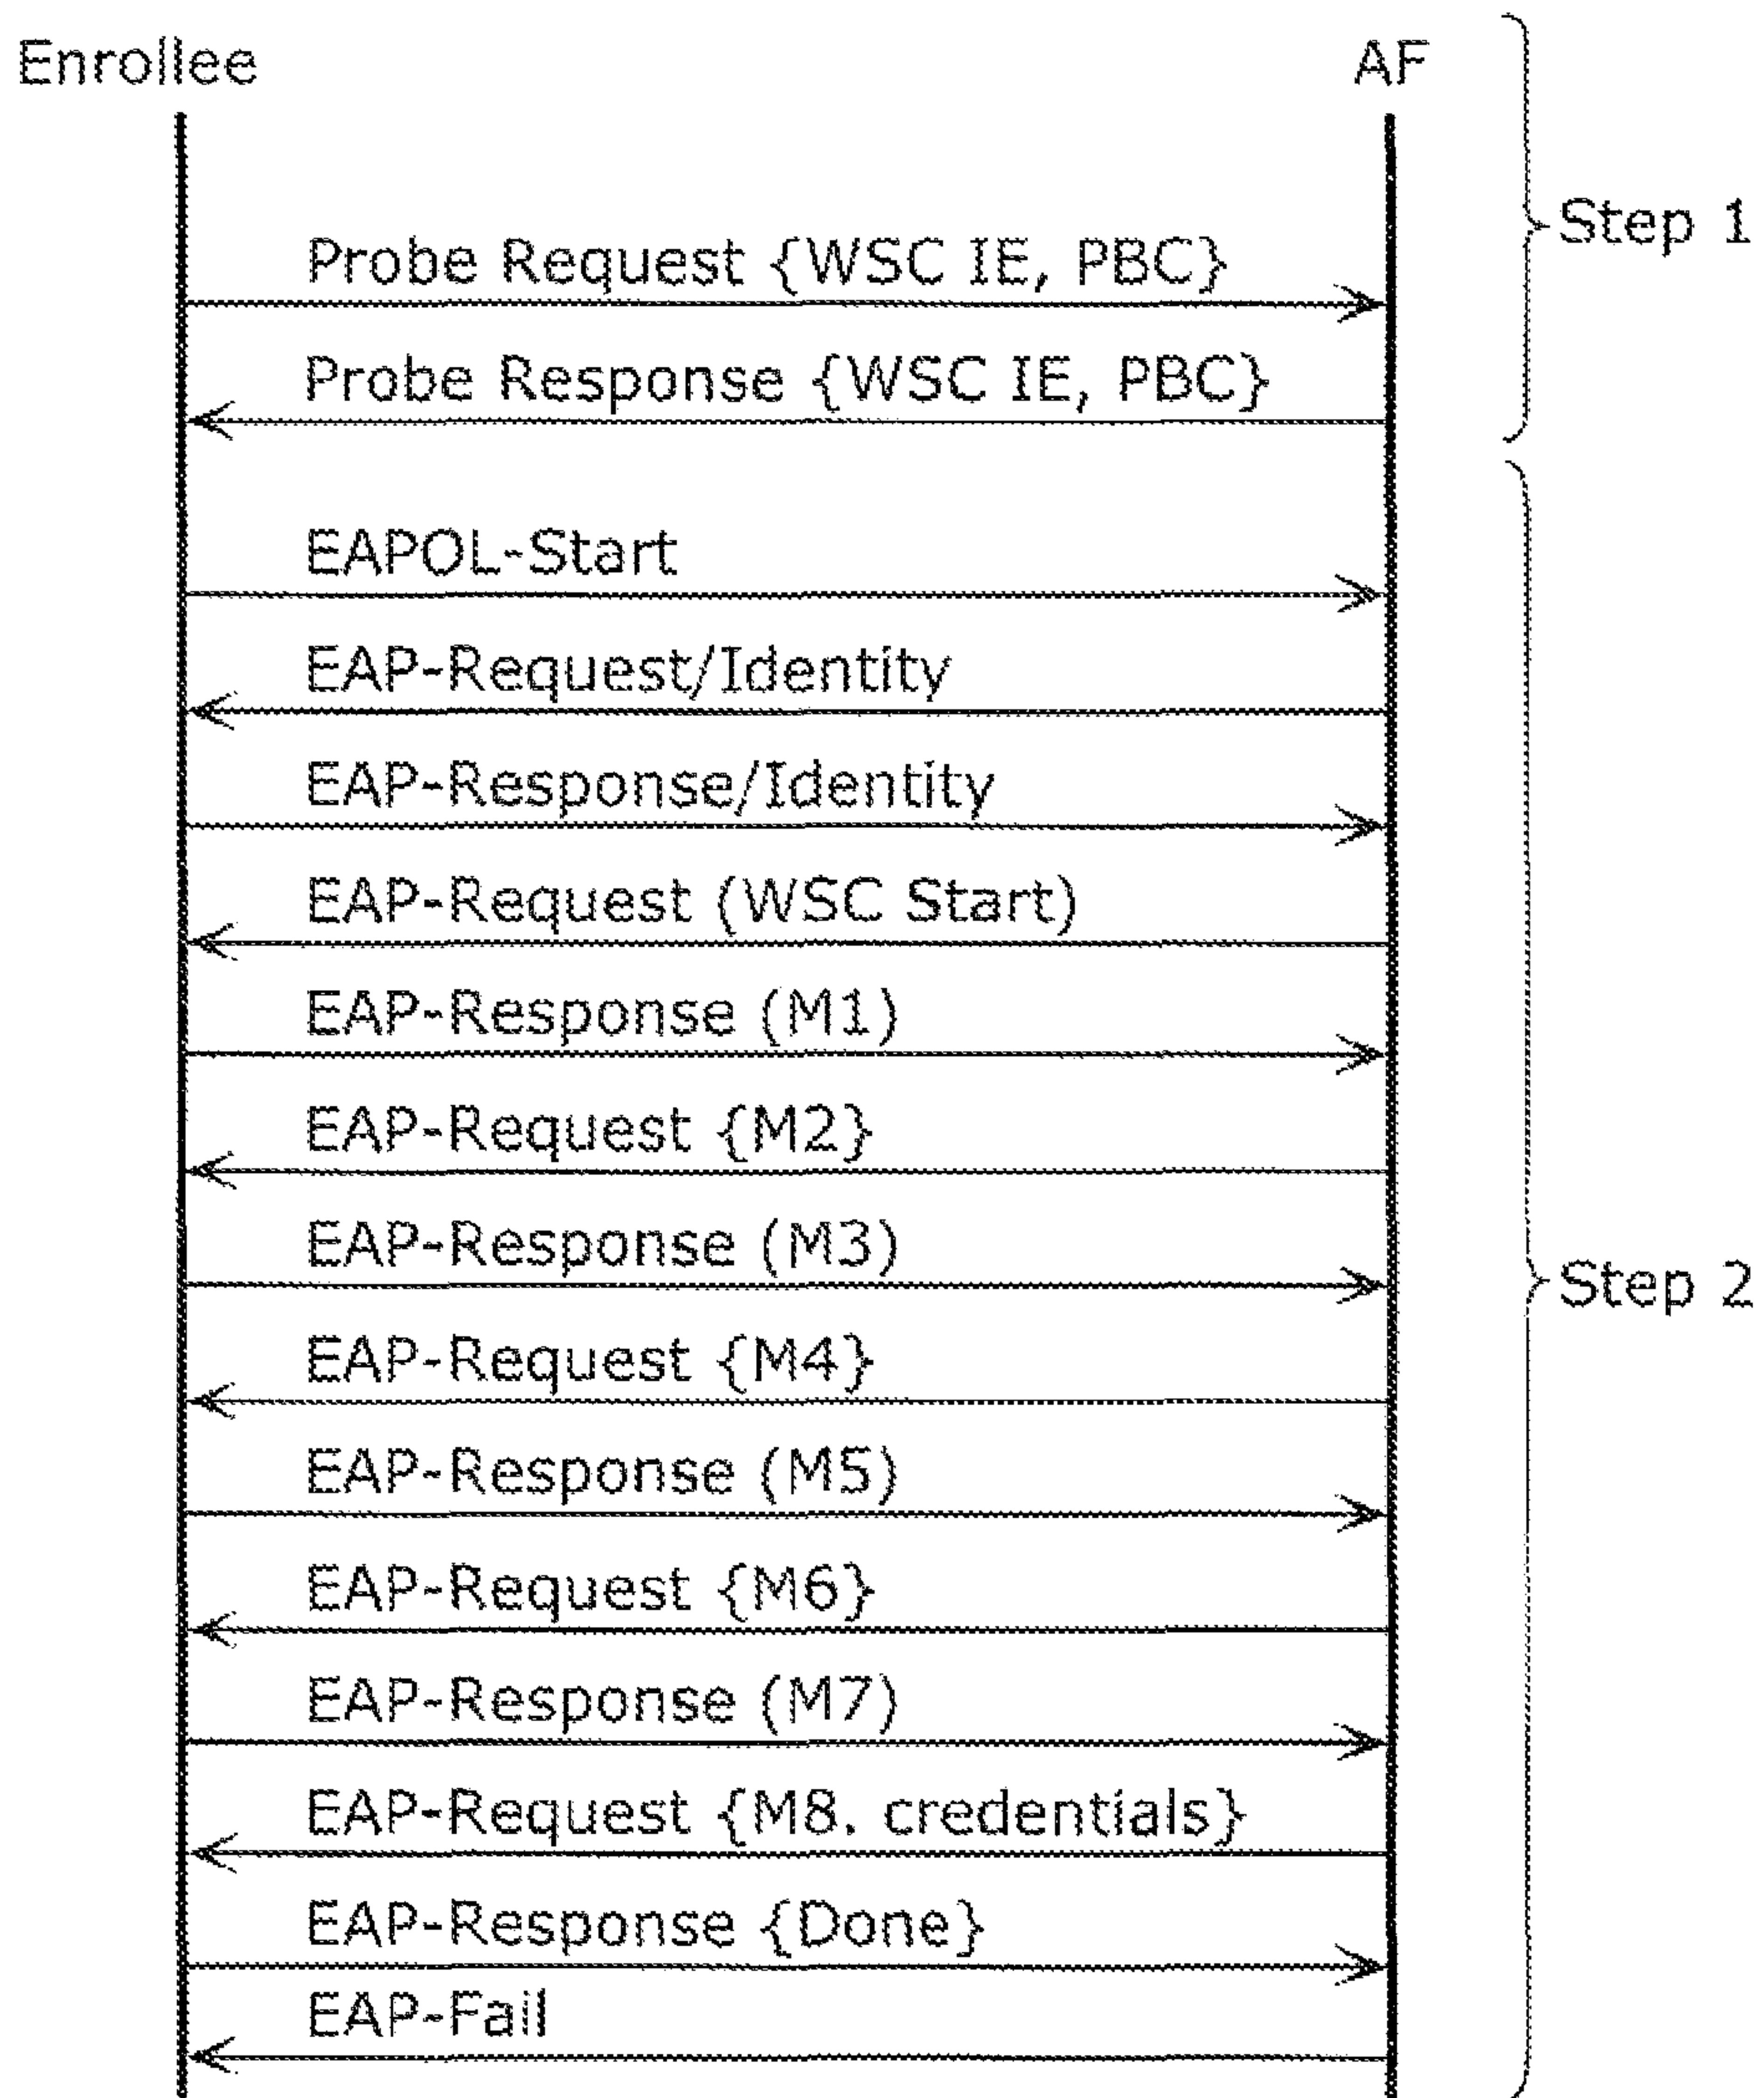 Enrollee
AF
Step 1
Probe Request {WSC IE, PBC}
Probe Response {WSC IE, PBC}
EAPOL-Start
EAP-Request/Identity
EAP-Response/Identity
EAP-Request (WSC Start)
EAP-Response (M1)
EAP-Request {M2}
EAP-Response (M3)
Step 2
EAP-Request {M4}
EAP-Response (M5)
EAP-Request {M6}
EAP-Response (M7)
EAP-Request {M8. credentials}
EAP-Response {Done}
EAP-Fail